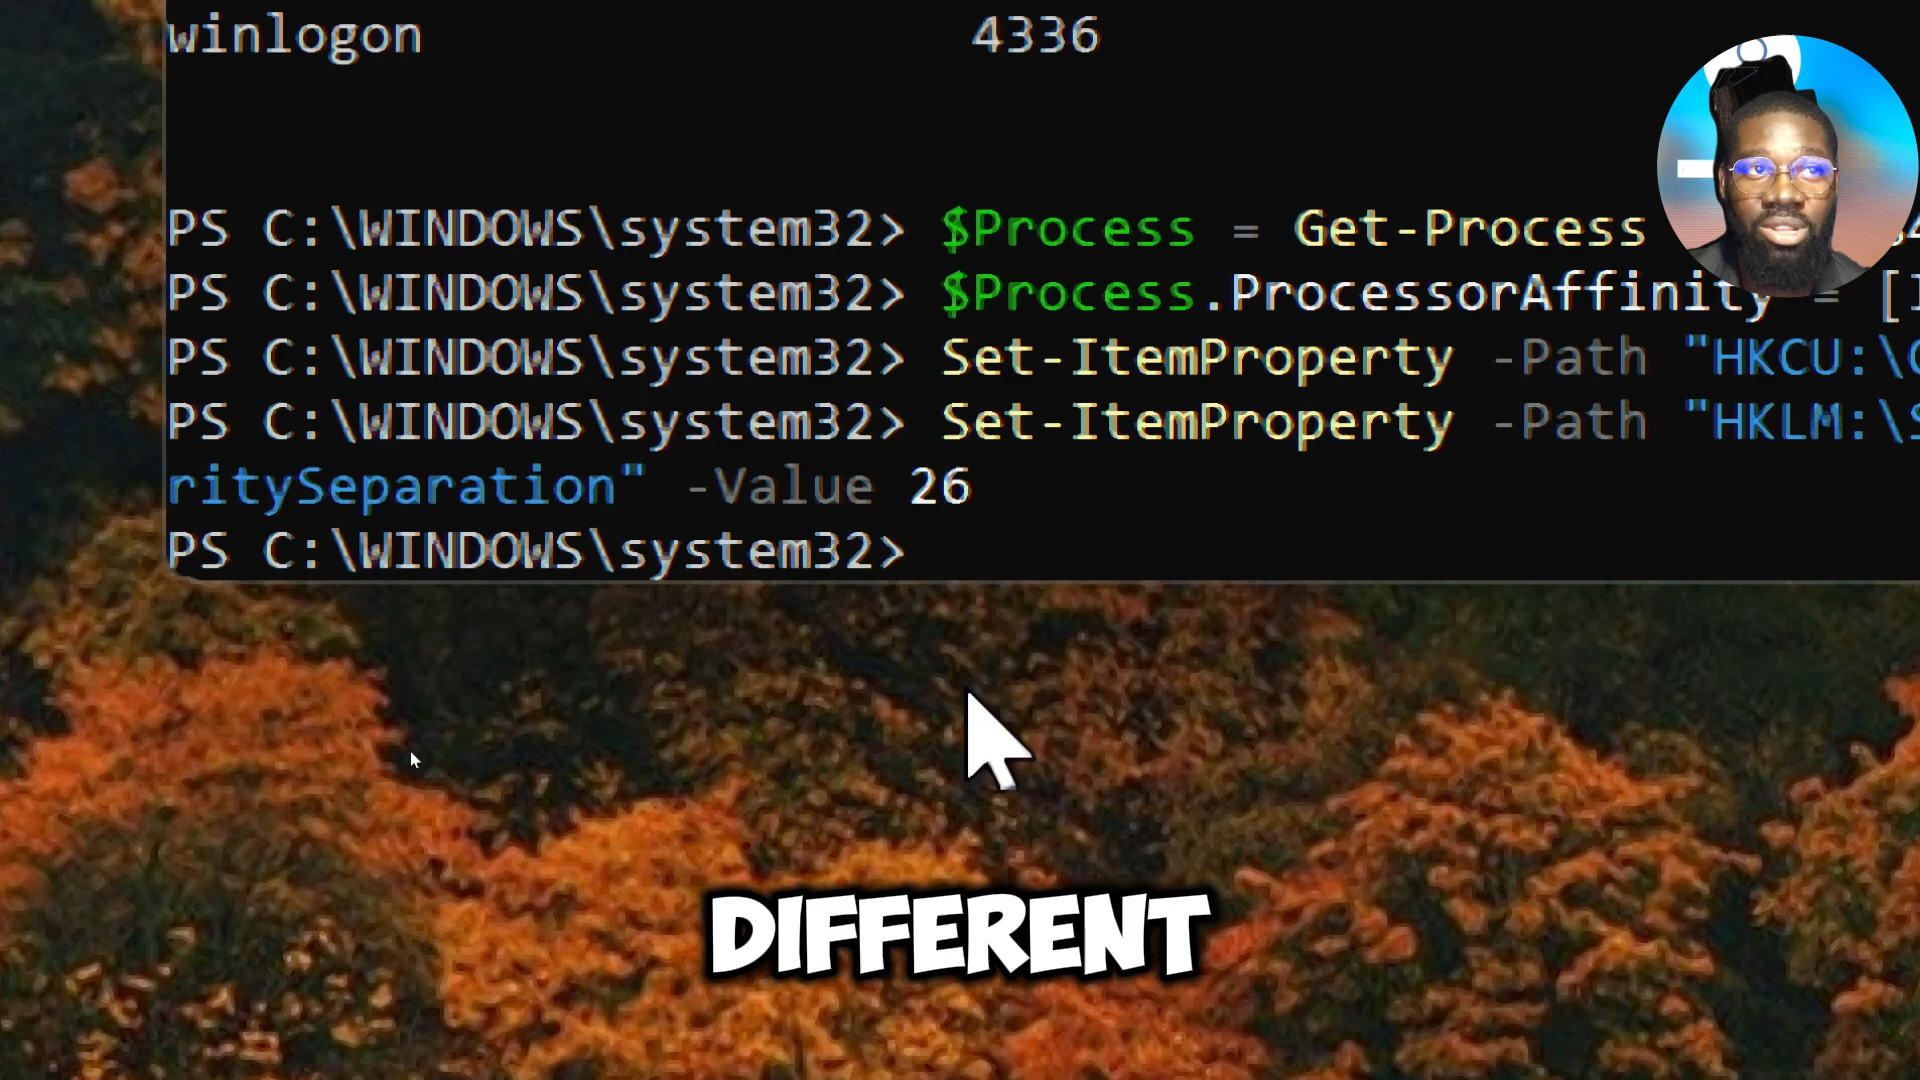 winlogon 4336
PS C:\WINDOWS\system32> $Process = Get-Process
PS C:\WINDOWS\system32> $Process.ProcessorAffinity = [
PS C:\WINDOWS\system32> Set-ItemProperty -Path "HKCU:\
PS C:\WINDOWS\system32> Set-ItemProperty -Path "HKLM:\
ritySeparation" -Value 26
PS C:\WINDOWS\system32>
DIFFERENT